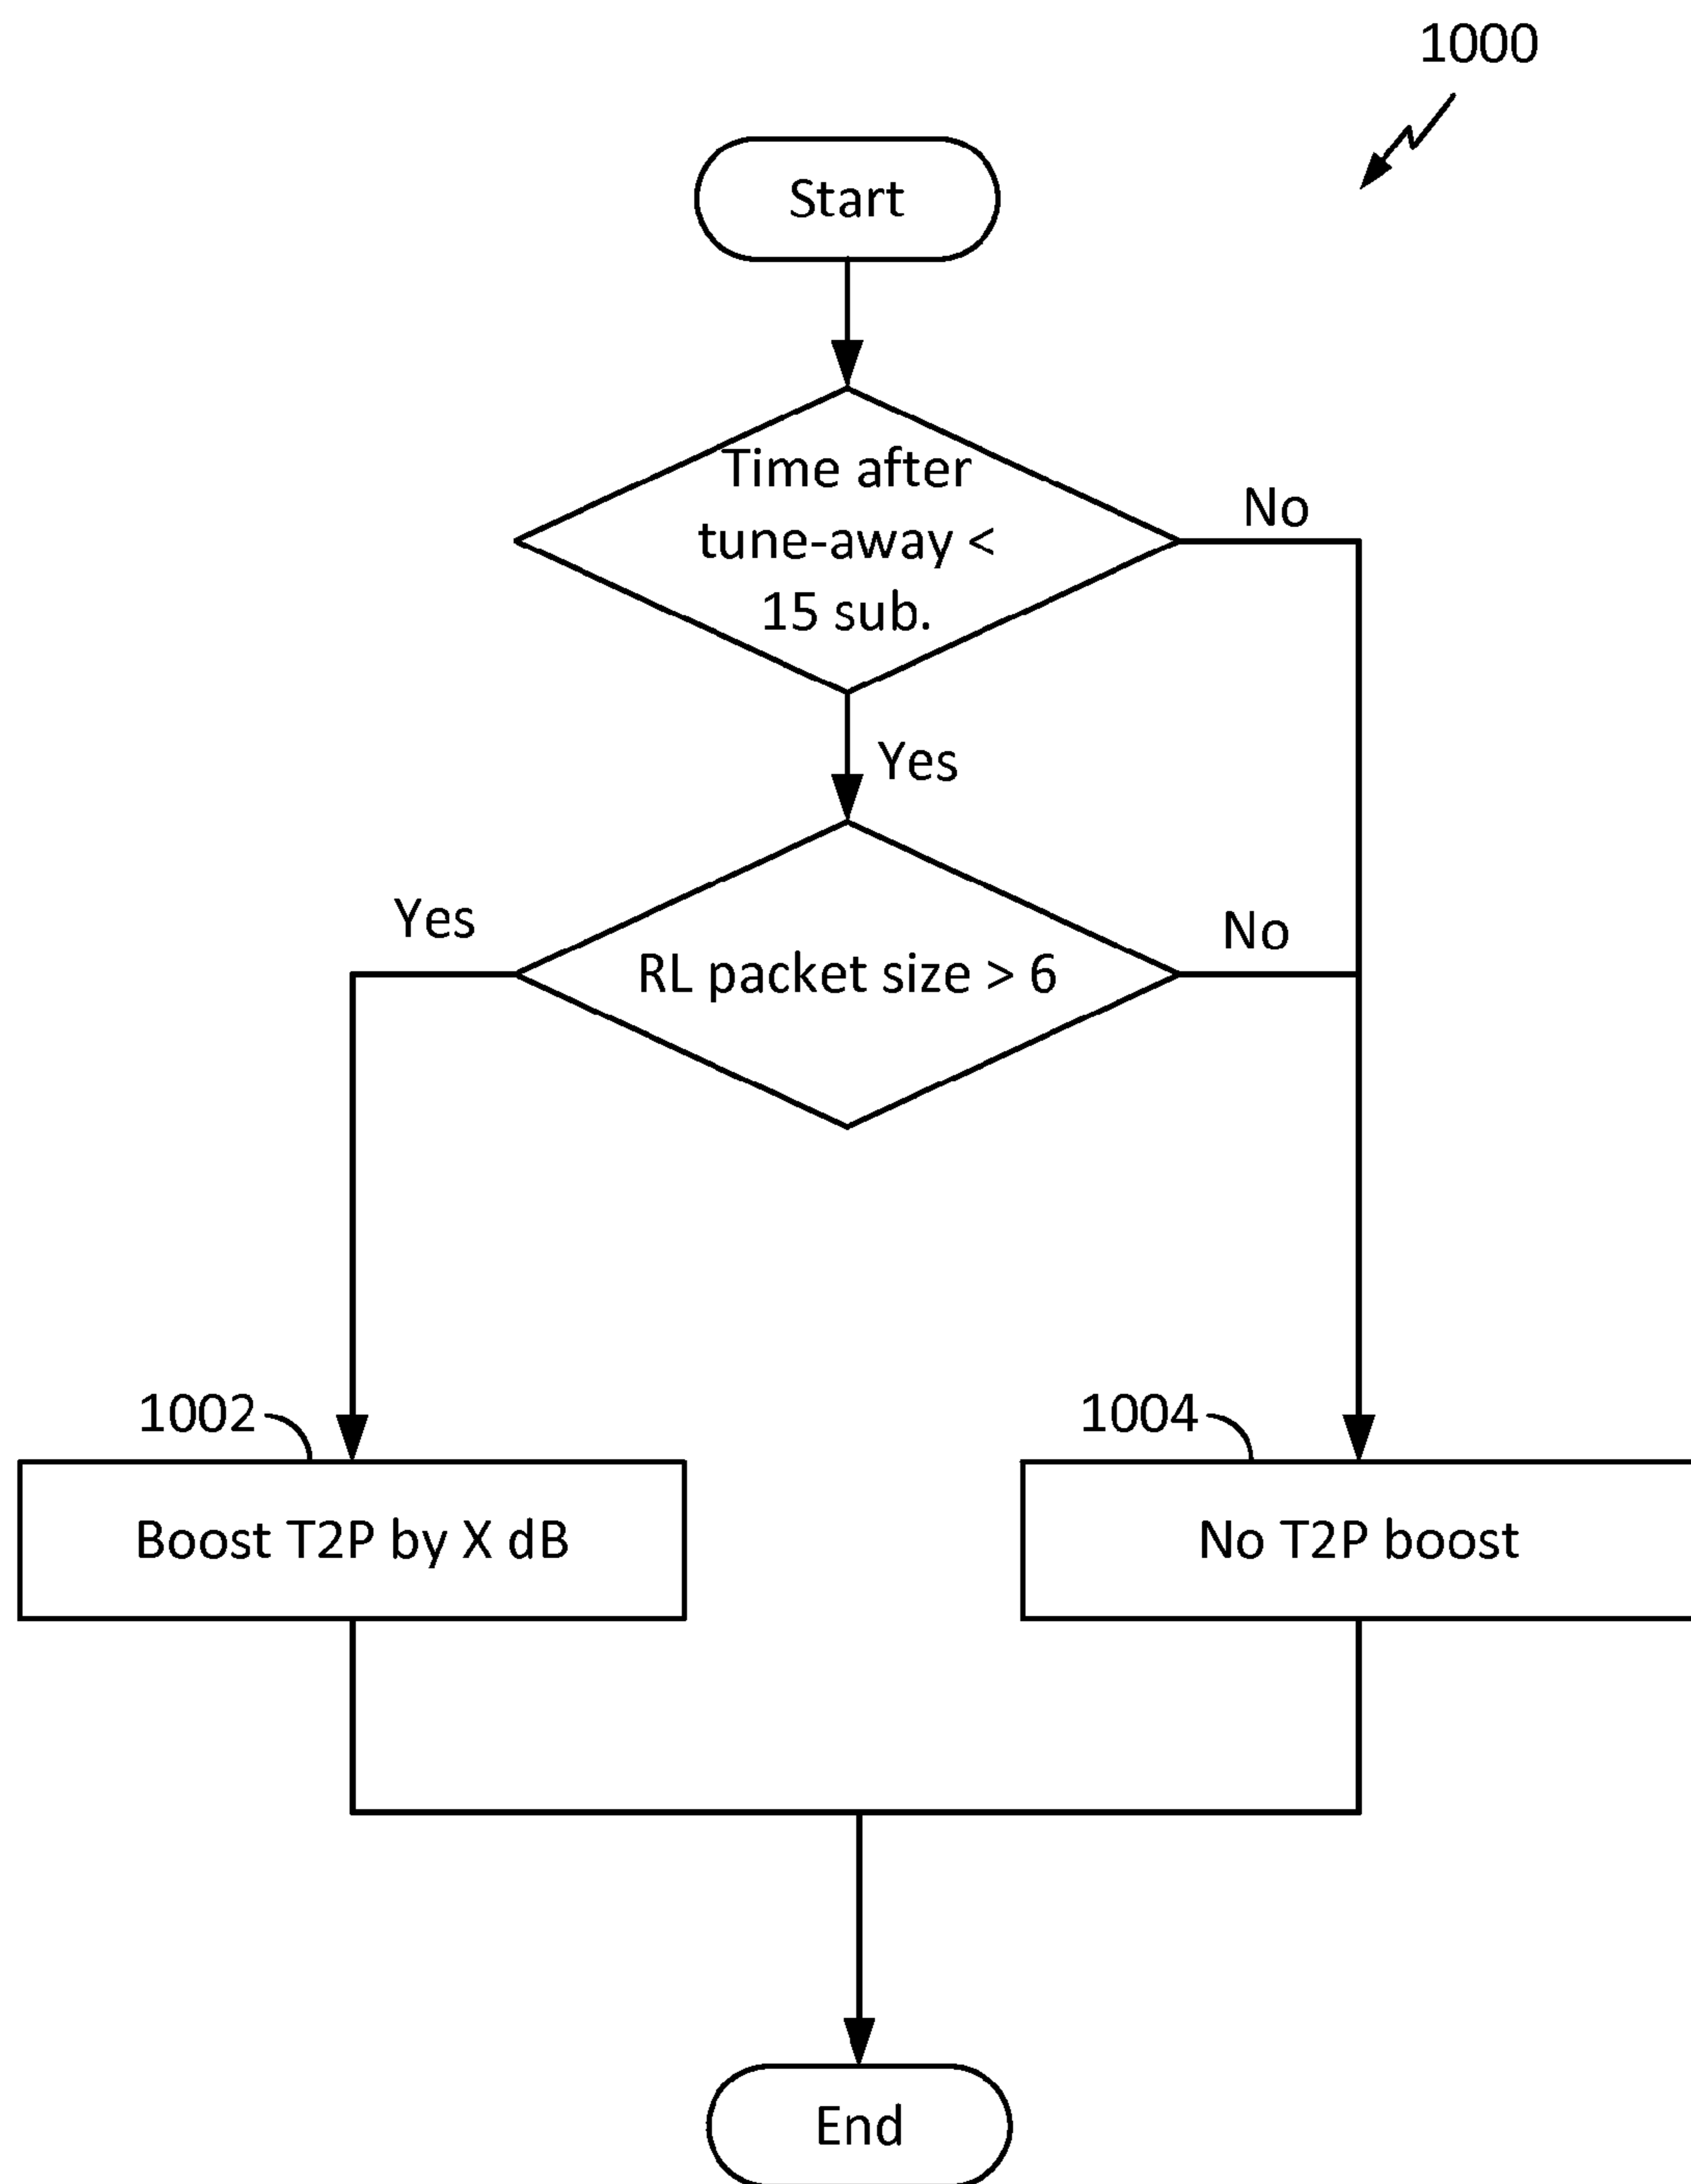 1000
Start
Time after
tune-away <
15 sub.
No
Yes
Yes
RL packet size > 6
No
1002
1004
Boost T2P by X dB
No T2P boost
End